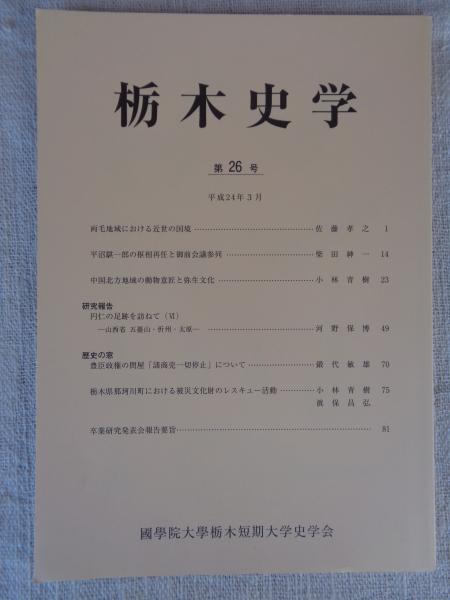 栃木史学
第26号
平成24年3月
両毛地域における近世の国境……………………………佐藤孝之 1
平沼騏一郎の枢相再任と御前会議参列……………………柴田紳一 14
中国北方地域の動物意匠と弥生文化……………………小林青樹 23
研究報告
円仁の足跡を訪ねて(Ⅵ)
―山西省 五臺山・忻州・太原― ……………………河野保博 49
歴史の窓
豊臣政権の問屋「諸商売一切停止」について……………鍛代敏雄 70
栃木県那珂川町における被災文化財のレスキュー活動…………小林青樹 75
眞保昌弘
卒業研究発表会報告要旨…………………………………………… 81
國學院大學栃木短期大学史学会